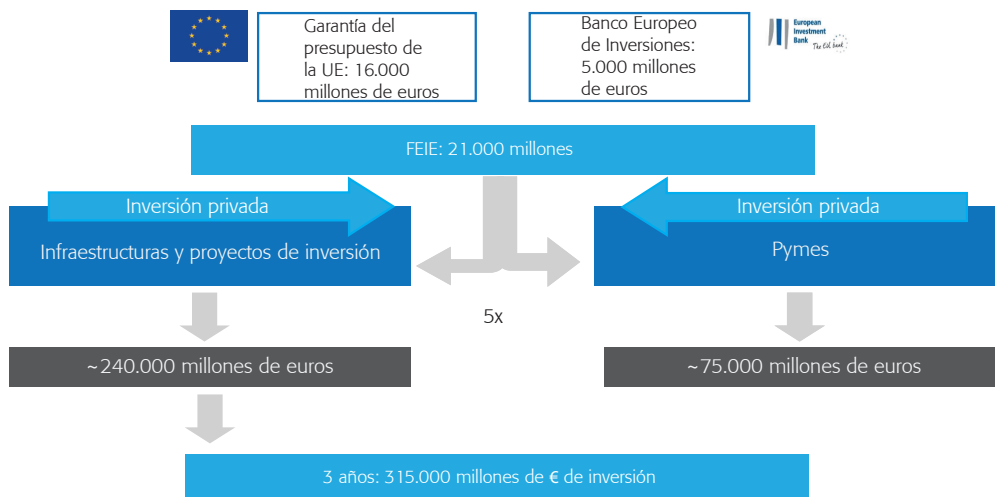 Garantía del
presupuesto de
la UE: 16.000
millones de euros
Banco Europeo
de Inversiones:
5.000 millones
de euros
European
Investment
Bank
The EU bank
FEIE: 21.000 millones
Inversión privada
Inversión privada
Infraestructuras y proyectos de inversión
Pymes
5x
~240.000 millones de euros
~75.000 millones de euros
3 años: 315.000 millones de € de inversión